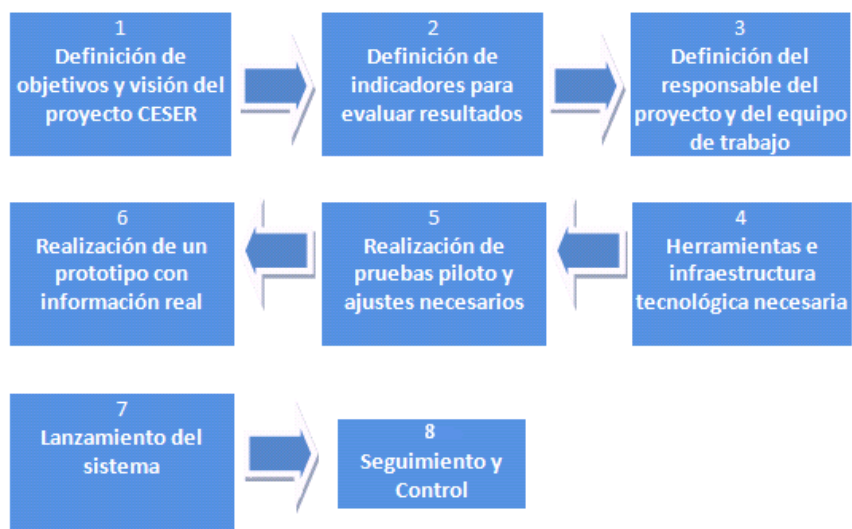 1
Definición de
objetivos y visión del
proyecto CESER
2
Definición de
indicadores para
evaluar resultados
3
Definición del
responsable del
proyecto y del equipo
de trabajo
4
Herramientas e
infraestructura
tecnológica necesaria
5
Realización de
pruebas piloto y
ajustes necesarios
6
Realización de un
prototipo con
información real
7
Lanzamiento del
sistema
8
Seguimiento y
Control